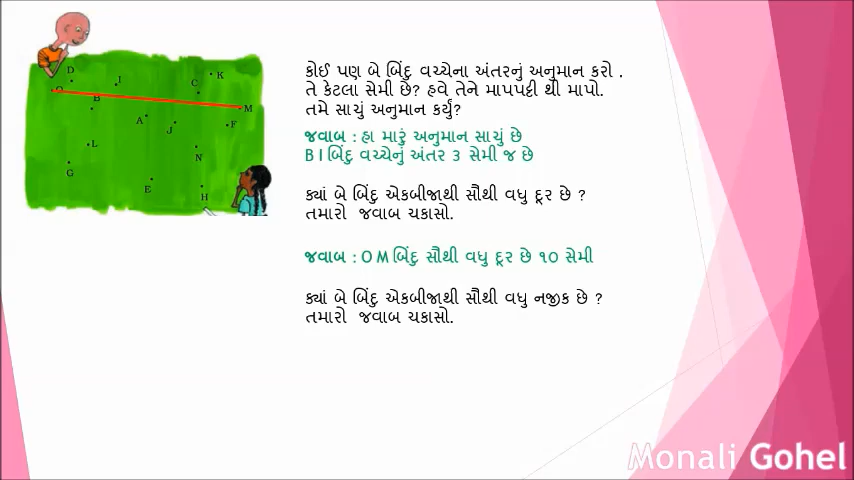 D
I
C
K
O
B
M
A
J
F
L
N
G
E
H
કોઈ પણ બે બિંદુ વચ્ચેના અંતરનું અનુમાન કરો .
તે કેટલા સેમી છે? હવે તેને માપપટ્ટી થી માપો.
તમે સાચું અનુમાન કર્યું?
જવાબ : હા મારું અનુમાન સાચું છે
B I બિંદુ વચ્ચેનું અંતર 3 સેમી જ છે
ક્યાં બે બિંદુ એકબીજાથી સૌથી વધુ દૂર છે ?
તમારો જવાબ ચકાસો.
જવાબ : O M બિંદુ સૌથી વધુ દૂર છે ૧૦ સેમી
ક્યાં બે બિંદુ એકબીજાથી સૌથી વધુ નજીક છે ?
તમારો જવાબ ચકાસો.
Monali Gohel